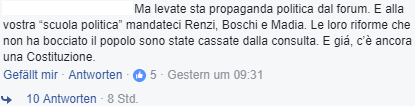 Ma levate sta propaganda politica dal forum. E alla
vostra “scuola politica” mandateci Renzi, Boschi e Madia. Le loro riforme che
non ha bocciato il popolo sono state cassate dalla consulta. E giá, c'è ancora
una Costituzione.
Gefällt mir · Antworten · 5 · Gestern um 09:31
10 Antworten · 8 Std.